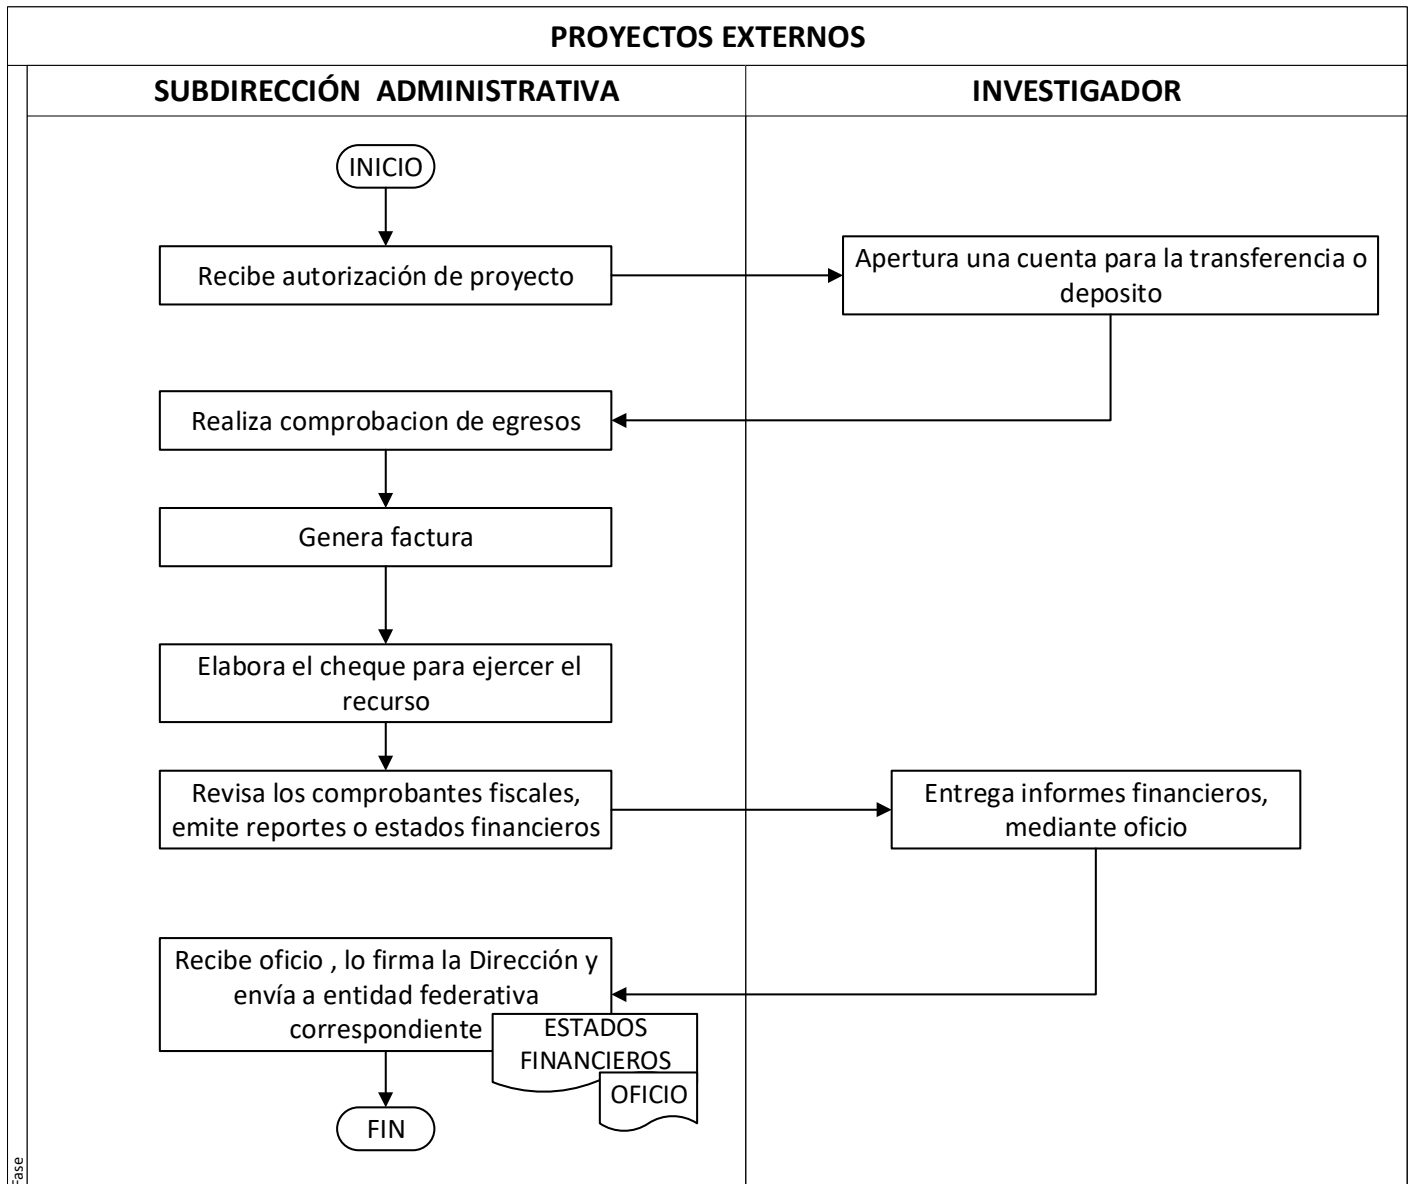 PROYECTOS EXTERNOS
SUBDIRECCIÓN ADMINISTRATIVA
INVESTIGADOR
INICIO
Recibe autorización de proyecto
Apertura una cuenta para la transferencia o
deposito
Realiza comprobacion de egresos
Genera factura
Elabora el cheque para ejercer el
recurso
Revisa los comprobantes fiscales,
emite reportes o estados financieros
Entrega informes financieros,
mediante oficio
Recibe oficio , lo firma la Dirección y
envía a entidad federativa
correspondiente
ESTADOS
FINANCIEROS
OFICIO
FIN
Fase